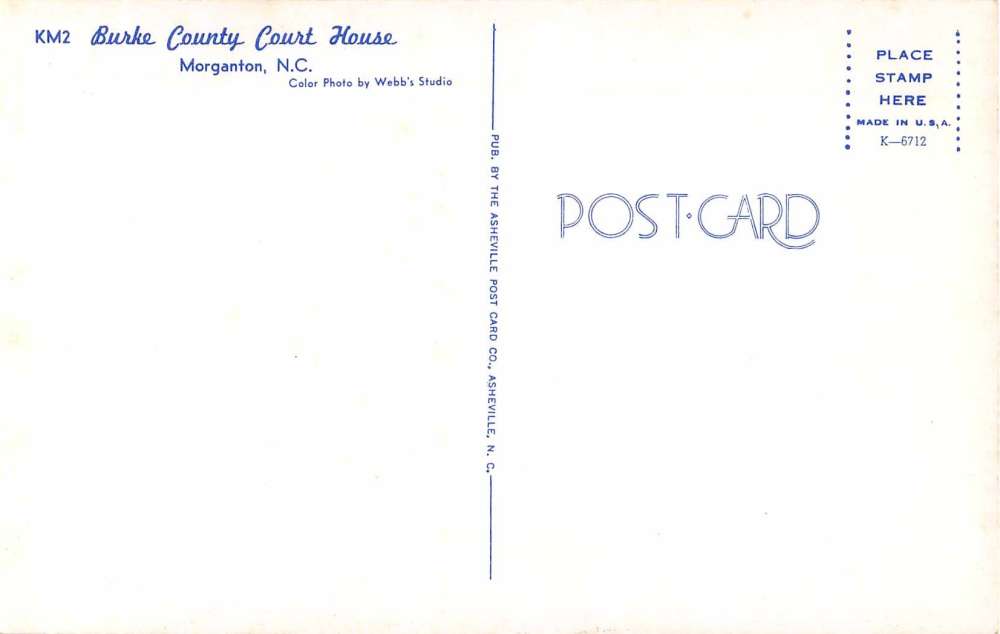 KM2 Burke County Court House
Morganton, N.C.
Color Photo by Webb's Studio
PUB. BY THE ASHEVILLE POST CARD CO., ASHEVILLE, N. C.
POST·CARD
PLACE
STAMP
HERE
MADE IN U.S.A.
K—6712